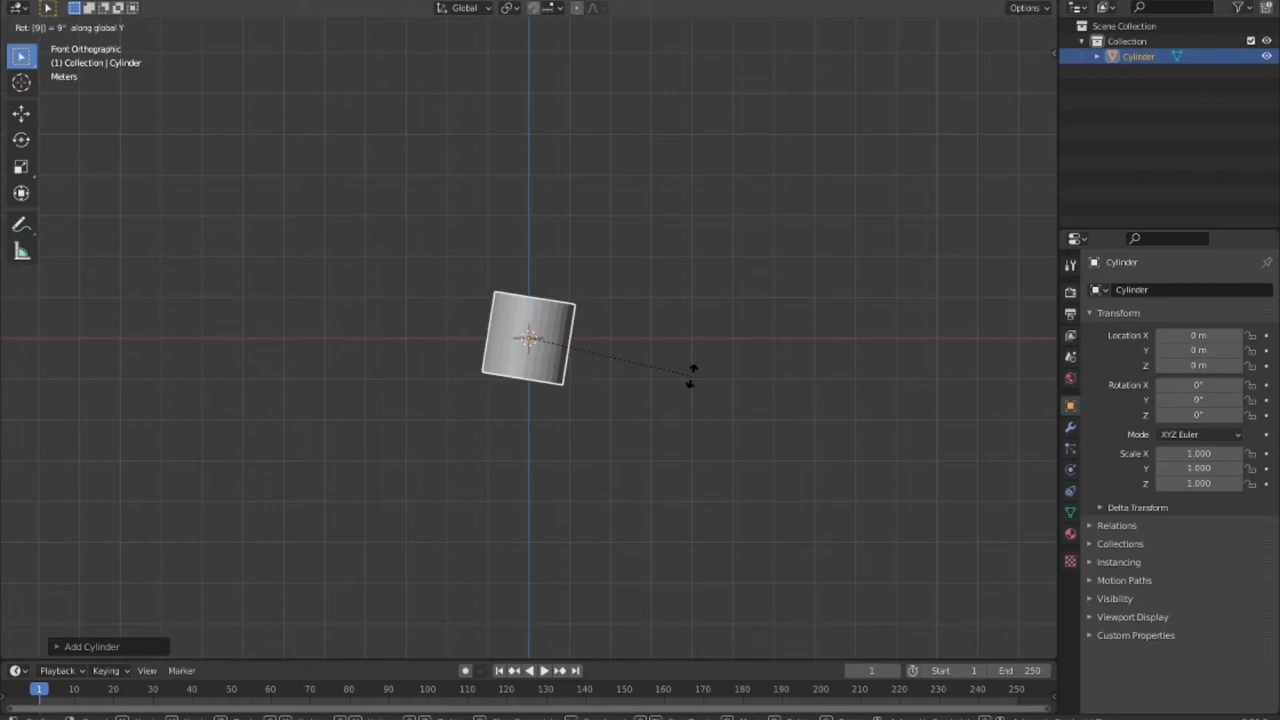 Global
Options
Rot: [9|] = 9° along global Y
Front Orthographic
(1) Collection | Cylinder
Meters
Add Cylinder
Scene Collection
Collection
Cylinder
Cylinder
Cylinder
Transform
Location X 0 m
Y 0 m
Z 0 m
Rotation X 0°
Y 9°
Z 0°
Mode XYZ Euler
Scale X 1.000
Y 1.000
Z 1.000
Delta Transform
Relations
Collections
Instancing
Motion Paths
Visibility
Viewport Display
Custom Properties
Playback Keying View Marker 1 Start 1 End 250
1 10 20 30 40 50 60 70 80 90 100 110 120 130 140 150 160 170 180 190 200 210 220 230 240 250